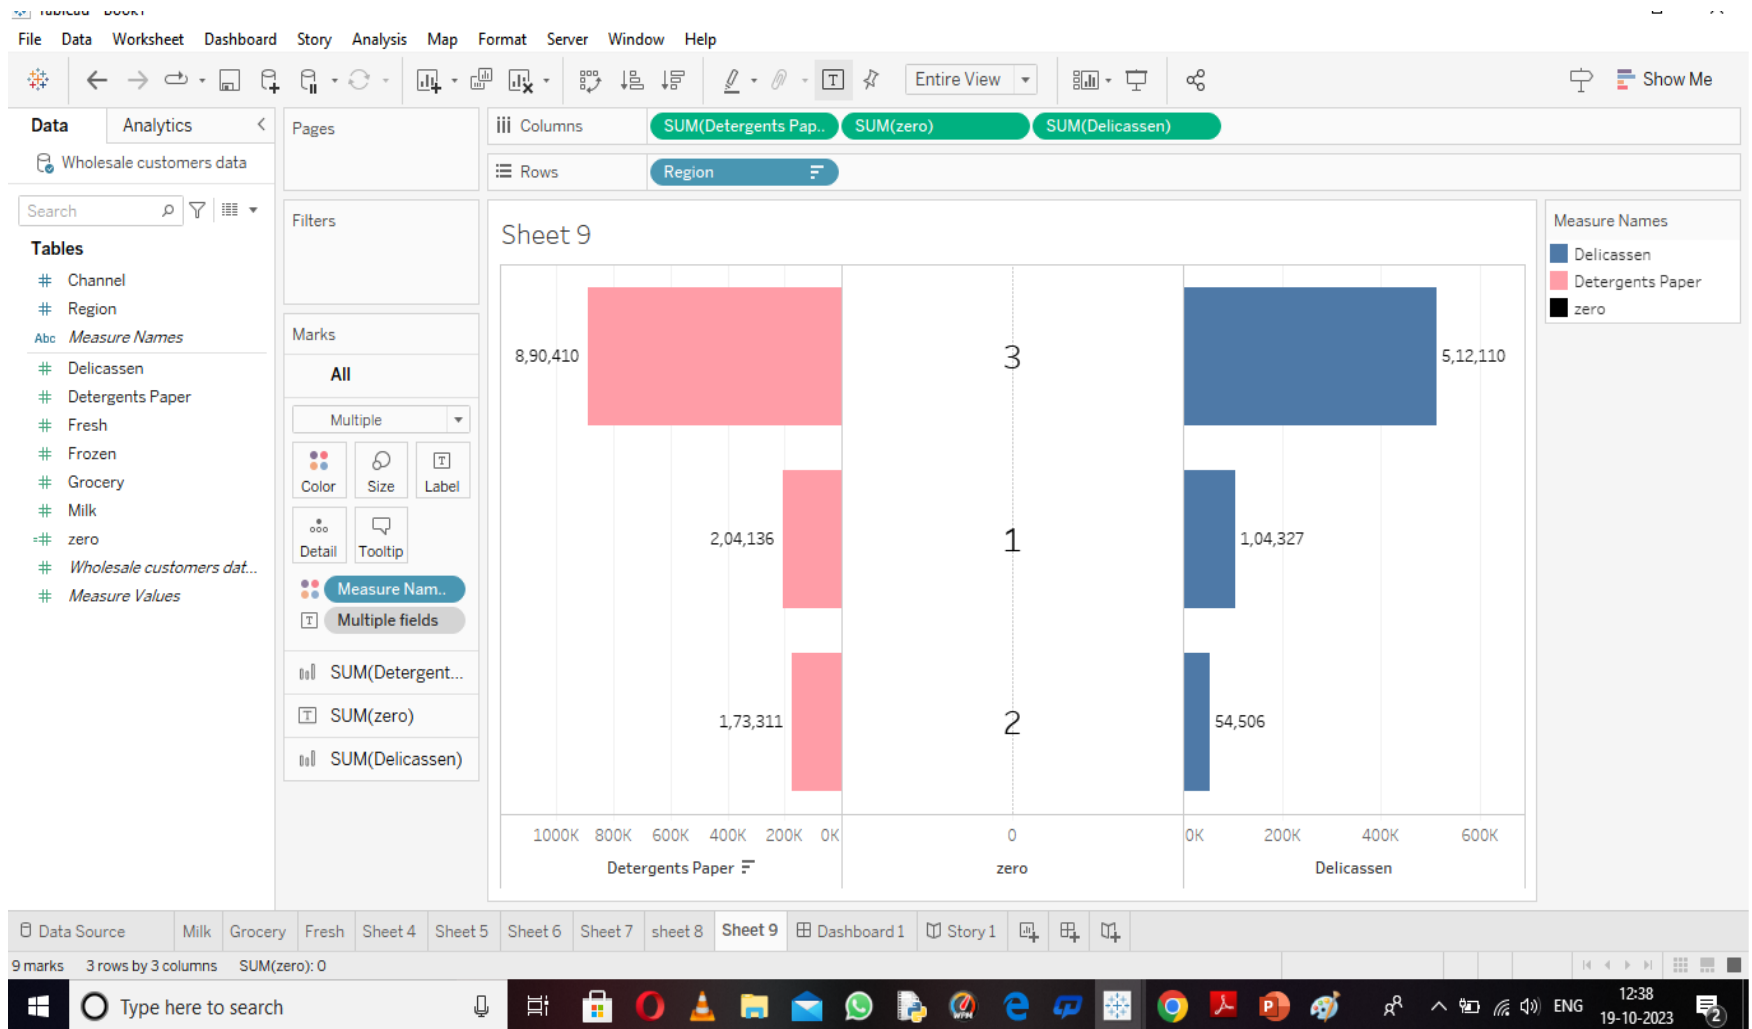 Tableau - Book1
File Data Worksheet Dashboard Story Analysis Map Format Server Window Help
Entire View
Show Me
Data Analytics
Pages
Columns SUM(Detergents Pap.. SUM(zero) SUM(Delicassen)
Wholesale customers data
Rows Region
Search
Filters
Sheet 9
Measure Names
Delicassen
Detergents Paper
zero
Tables
Channel
Region
Abc Measure Names
Delicassen
Detergents Paper
Fresh
Frozen
Grocery
Milk
zero
Wholesale customers dat...
Measure Values
Marks
All
Multiple
Color Size Label
Detail Tooltip
Measure Nam..
Multiple fields
SUM(Detergent...
SUM(zero)
SUM(Delicassen)
8,90,410 3 5,12,110
2,04,136 1 1,04,327
1,73,311 2 54,506
1000K 800K 600K 400K 200K 0K 0 0K 200K 400K 600K
Detergents Paper zero Delicassen
Data Source Milk Grocery Fresh Sheet 4 Sheet 5 Sheet 6 Sheet 7 sheet 8 Sheet 9 Dashboard 1 Story 1
9 marks 3 rows by 3 columns SUM(zero): 0
Type here to search
ENG
12:38
19-10-2023
2